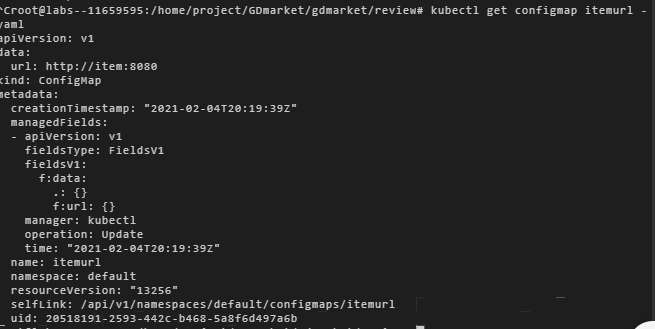 ^Croot@labs--11659595:/home/project/GDmarket/gdmarket/review# kubectl get configmap itemurl -
yaml
apiVersion: v1
data:
  url: http://item:8080
kind: ConfigMap
metadata:
  creationTimestamp: "2021-02-04T20:19:39Z"
  managedFields:
  - apiVersion: v1
    fieldsType: FieldsV1
    fieldsV1:
      f:data:
        .: {}
        f:url: {}
    manager: kubectl
    operation: Update
    time: "2021-02-04T20:19:39Z"
  name: itemurl
  namespace: default
  resourceVersion: "13256"
  selfLink: /api/v1/namespaces/default/configmaps/itemurl
  uid: 20518191-2593-442c-b468-5a8f6d497a6b